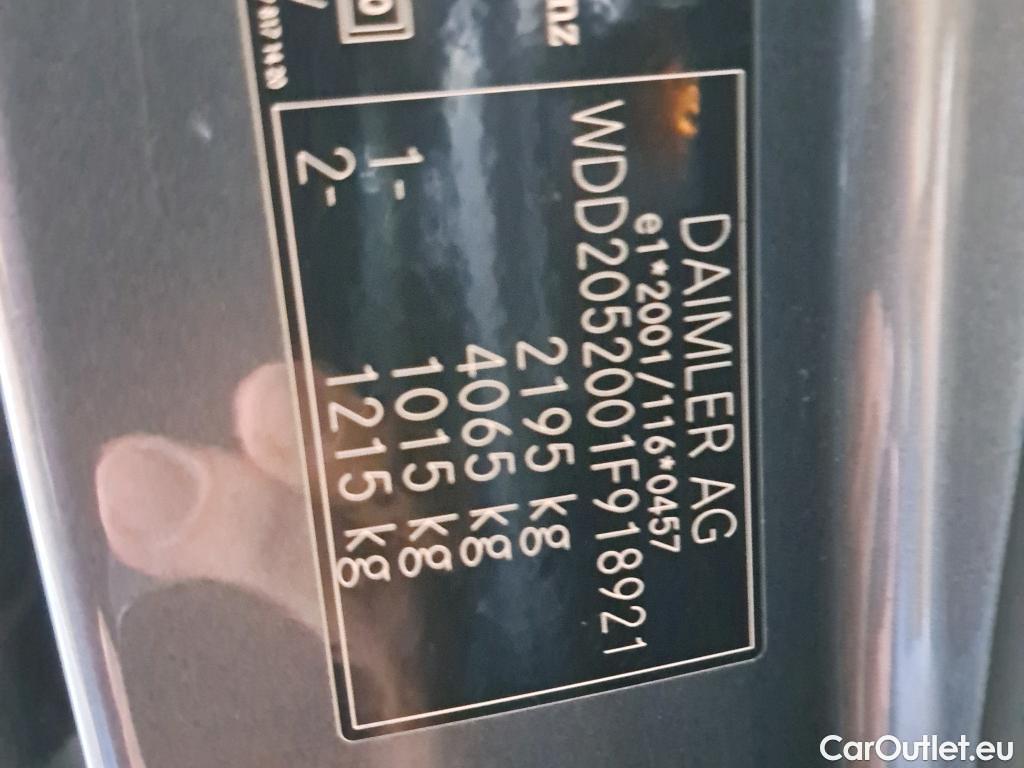 DAIMLER AG
e1*2001/116*0457
WDD2052001F918921
2195 kg
4065 kg
1- 1015 kg
2- 1215 kg
CarOutlet.eu